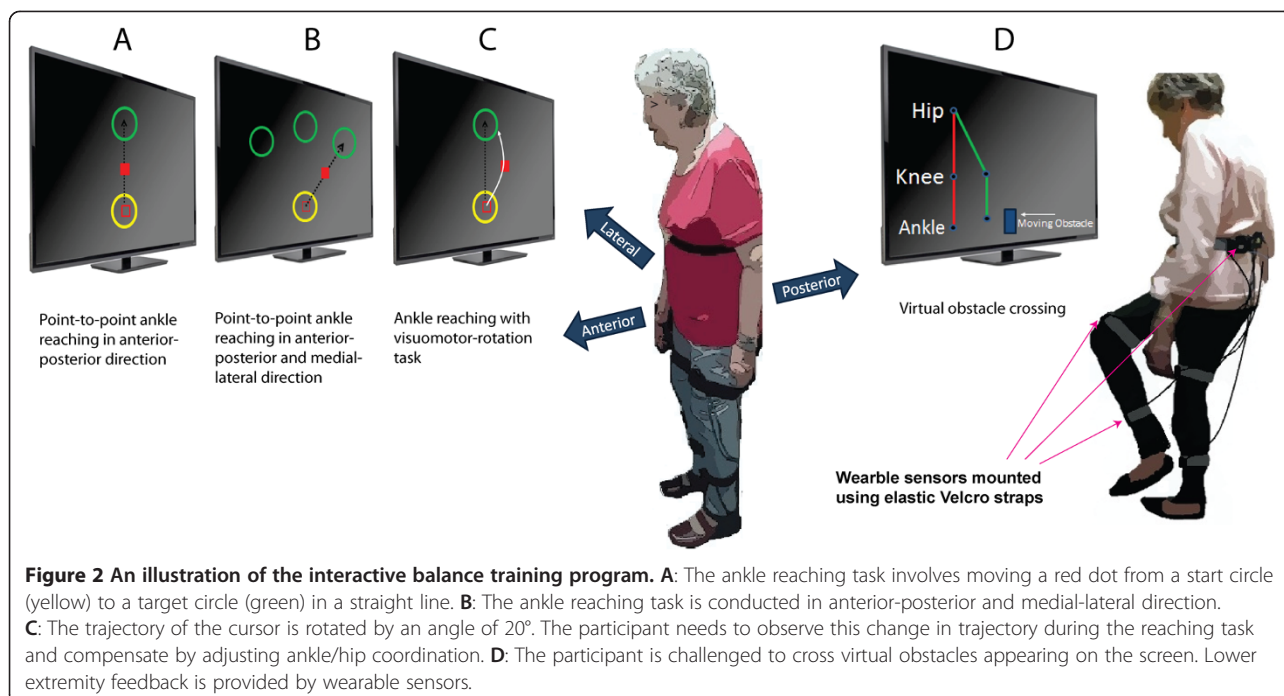 A
B
C
D
Hip
Knee
Ankle
Moving Obstacle
Lateral
Anterior
Posterior
Point-to-point ankle
reaching in anterior-
posterior direction
Point-to-point ankle
reaching in anterior-
posterior and medial-
lateral direction
Ankle reaching with
visuomotor-rotation
task
Virtual obstacle crossing
Wearble sensors mounted
using elastic Velcro straps
Figure 2 An illustration of the interactive balance training program. A: The ankle reaching task involves moving a red dot from a start circle
(yellow) to a target circle (green) in a straight line. B: The ankle reaching task is conducted in anterior-posterior and medial-lateral direction.
C: The trajectory of the cursor is rotated by an angle of 20°. The participant needs to observe this change in trajectory during the reaching task
and compensate by adjusting ankle/hip coordination. D: The participant is challenged to cross virtual obstacles appearing on the screen. Lower
extremity feedback is provided by wearable sensors.